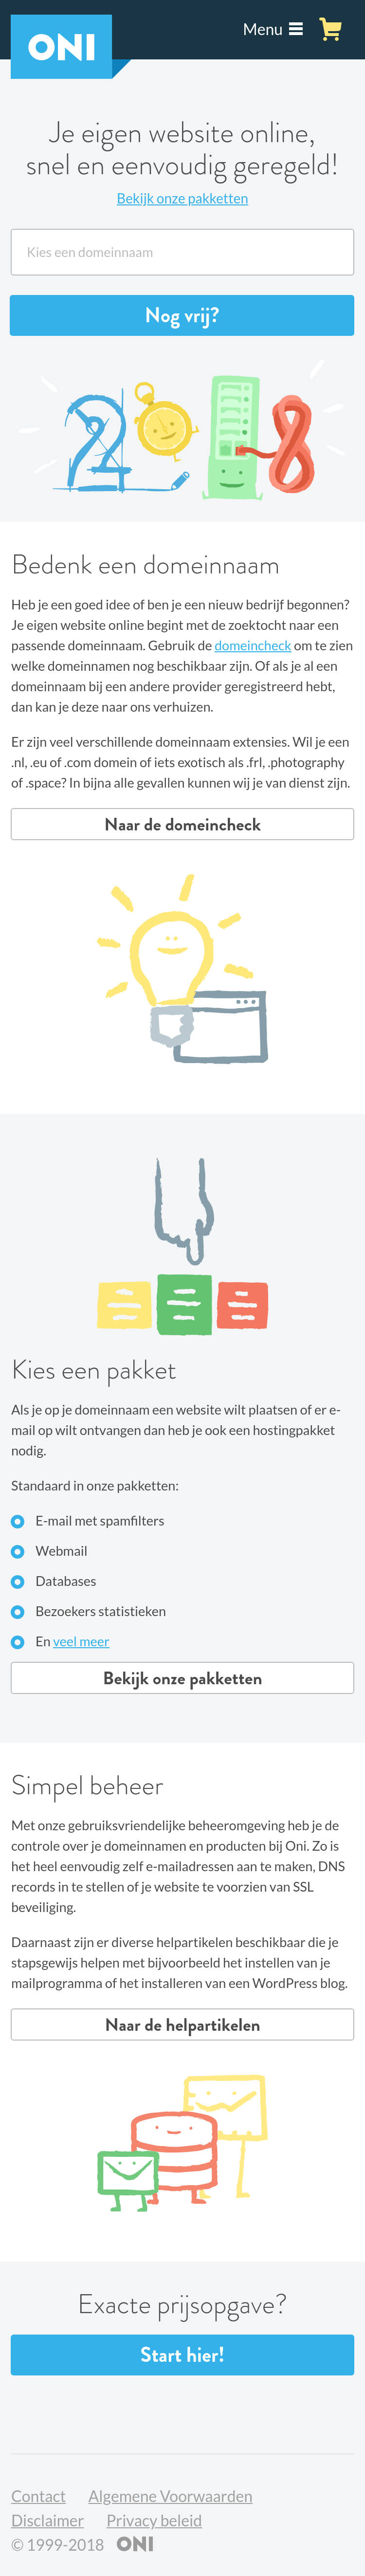 ONI
Menu
Je eigen website online,
snel en eenvoudig geregeld!
Bekijk onze pakketten
Kies een domeinnaam
Nog vrij?
2018
Bedenk een domeinnaam
Heb je een goed idee of ben je een nieuw bedrijf begonnen?
Je eigen website online begint met de zoektocht naar een
passende domeinnaam. Gebruik de domeincheck om te zien
welke domeinnamen nog beschikbaar zijn. Of als je al een
domeinnaam bij een andere provider geregistreerd hebt,
dan kan je deze naar ons verhuizen.
Er zijn veel verschillende domeinnaam extensies. Wil je een
.nl, .eu of .com domein of iets exotisch als .frl, .photography
of .space? In bijna alle gevallen kunnen wij je van dienst zijn.
Naar de domeincheck
Kies een pakket
Als je op je domeinnaam een website wilt plaatsen of er e-
mail op wilt ontvangen dan heb je ook een hostingpakket
nodig.
Standaard in onze pakketten:
E-mail met spamfilters
Webmail
Databases
Bezoekers statistieken
En veel meer
Bekijk onze pakketten
Simpel beheer
Met onze gebruiksvriendelijke beheeromgeving heb je de
controle over je domeinnamen en producten bij Oni. Zo is
het heel eenvoudig zelf e-mailadressen aan te maken, DNS
records in te stellen of je website te voorzien van SSL
beveiliging.
Daarnaast zijn er diverse helpartikelen beschikbaar die je
stapsgewijs helpen met bijvoorbeeld het instellen van je
mailprogramma of het installeren van een WordPress blog.
Naar de helpartikelen
Exacte prijsopgave?
Start hier!
Contact Algemene Voorwaarden
Disclaimer Privacy beleid
© 1999-2018 ONI